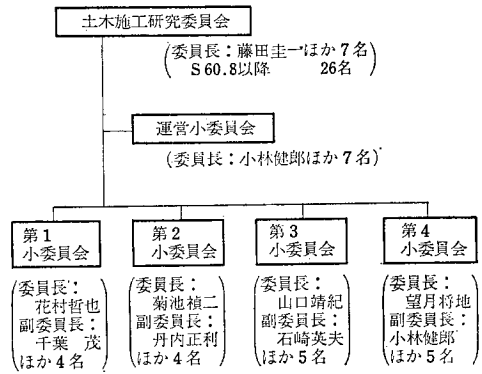 土木施工研究委員会
(委員長：藤田圭一ほか7名
S 60.8以降 26名)
運営小委員会
(委員長：小林健郎ほか7名)
第1
小委員会
(委員長：
花村哲也
副委員長：
千葉 茂
ほか4名)
第2
小委員会
(委員長：
菊池禎二
副委員長：
丹内正利
ほか4名)
第3
小委員会
(委員長：
山口靖紀
副委員長：
石崎英夫
ほか5名)
第4
小委員会
(委員長：
望月将地
副委員長：
小林健郎
ほか5名)